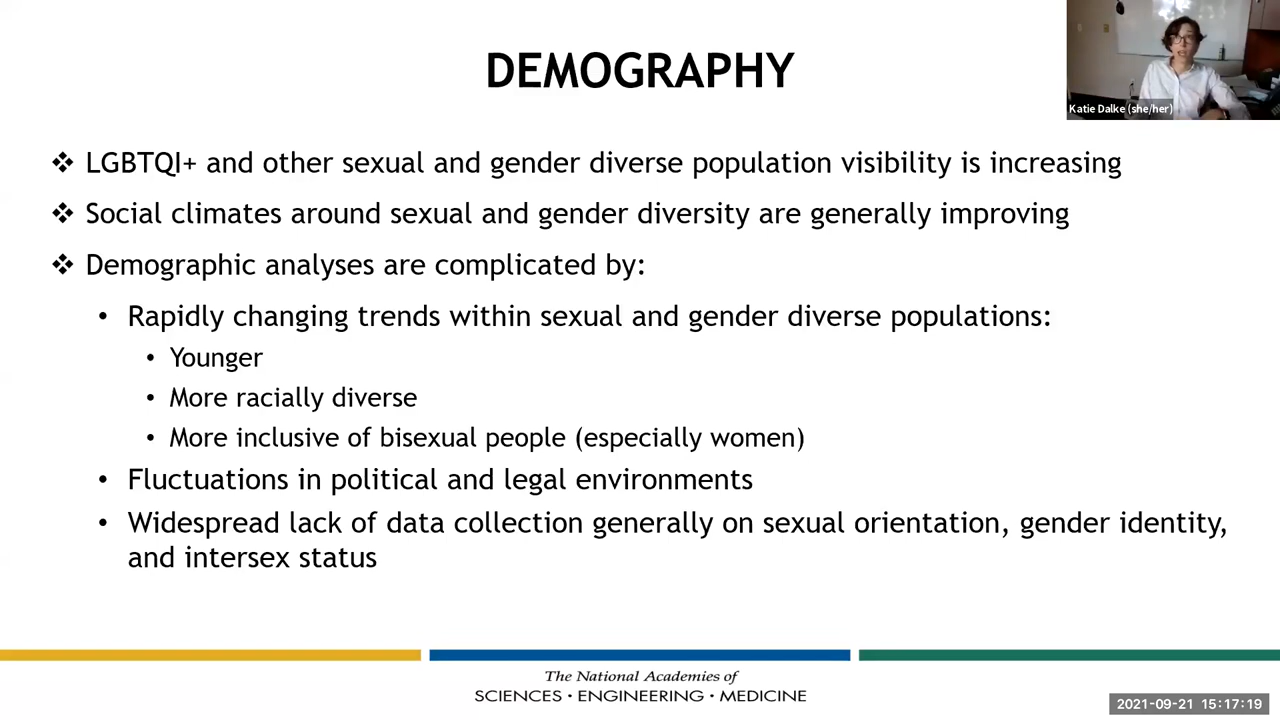 DEMOGRAPHY
Katie Dalke (she/her)
❖ LGBTQI+ and other sexual and gender diverse population visibility is increasing
❖ Social climates around sexual and gender diversity are generally improving
❖ Demographic analyses are complicated by:
• Rapidly changing trends within sexual and gender diverse populations:
• Younger
• More racially diverse
• More inclusive of bisexual people (especially women)
• Fluctuations in political and legal environments
• Widespread lack of data collection generally on sexual orientation, gender identity,
and intersex status
The National Academies of
SCIENCES • ENGINEERING • MEDICINE
2021-09-21 15:17:19